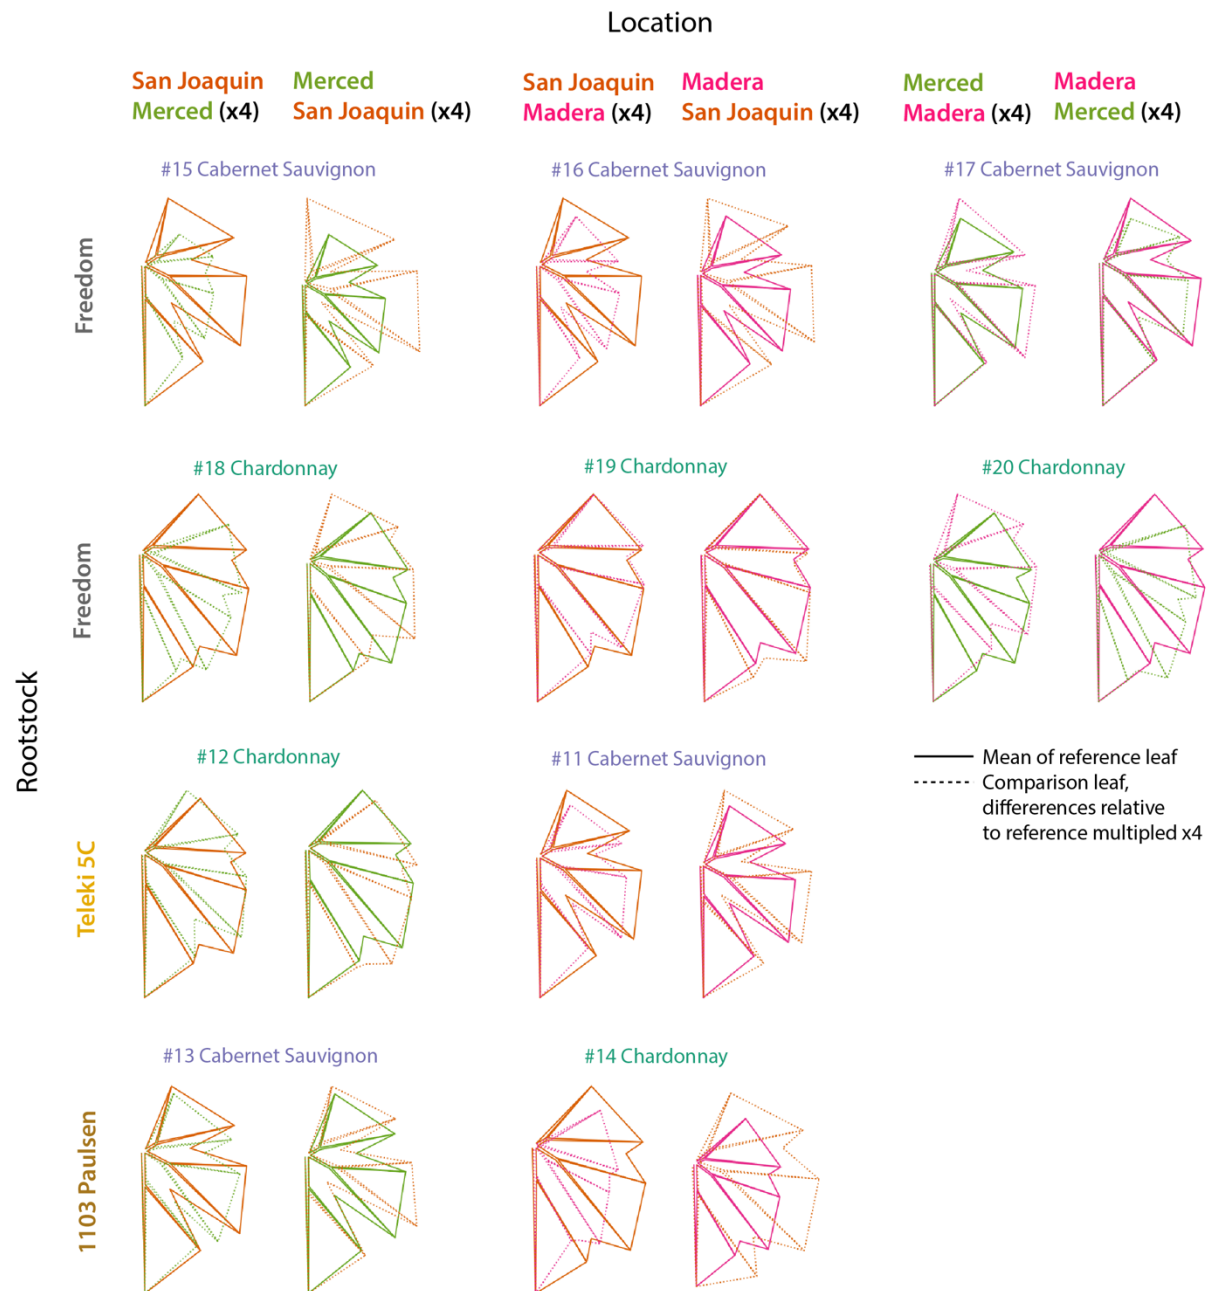 Location
San Joaquin
Merced (x4)
Merced
San Joaquin (x4)
San Joaquin
Madera (x4)
Madera
San Joaquin (x4)
Merced
Madera (x4)
Madera
Merced (x4)
Rootstock
Freedom
#15 Cabernet Sauvignon
#16 Cabernet Sauvignon
#17 Cabernet Sauvignon
Freedom
#18 Chardonnay
#19 Chardonnay
#20 Chardonnay
Teleki 5C
#12 Chardonnay
#11 Cabernet Sauvignon
Mean of reference leaf
Comparison leaf,
differerences relative
to reference multipled x4
1103 Paulsen
#13 Cabernet Sauvignon
#14 Chardonnay